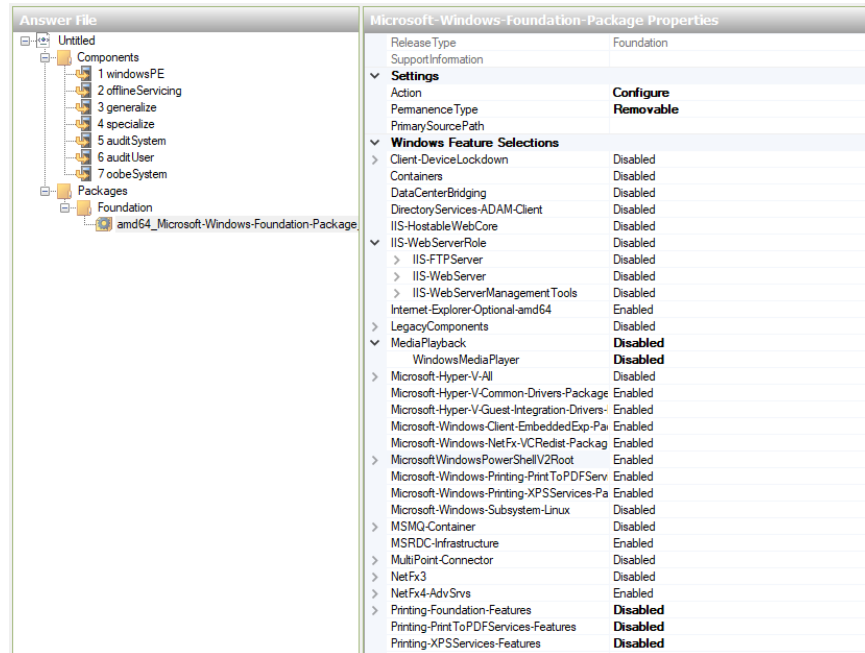 Answer File
Untitled
Components
1 windowsPE
2 offlineServicing
3 generalize
4 specialize
5 auditSystem
6 auditUser
7 oobeSystem
Packages
Foundation
amd64_Microsoft-Windows-Foundation-Package_
Microsoft-Windows-Foundation-Package Properties
ReleaseType Foundation
SupportInformation
Settings
Action Configure
PermanenceType Removable
PrimarySourcePath
Windows Feature Selections
Client-DeviceLockdown Disabled
Containers Disabled
DataCenterBridging Disabled
DirectoryServices-ADAM-Client Disabled
IIS-HostableWebCore Disabled
IIS-WebServerRole Disabled
IIS-FTPServer Disabled
IIS-WebServer Disabled
IIS-WebServerManagementTools Disabled
Internet-Explorer-Optional-amd64 Enabled
LegacyComponents Disabled
MediaPlayback Disabled
WindowsMediaPlayer Disabled
Microsoft-Hyper-V-All Disabled
Microsoft-Hyper-V-Common-Drivers-Package Enabled
Microsoft-Hyper-V-Guest-Integration-Drivers- Enabled
Microsoft-Windows-Client-EmbeddedExp-Pa Enabled
Microsoft-Windows-NetFx-VCRedist-Packag Enabled
MicrosoftWindowsPowerShellV2Root Enabled
Microsoft-Windows-Printing-PrintToPDFServi Enabled
Microsoft-Windows-Printing-XPSServices-Pa Enabled
Microsoft-Windows-Subsystem-Linux Disabled
MSMQ-Container Disabled
MSRDC-Infrastructure Enabled
MultiPoint-Connector Disabled
NetFx3 Disabled
NetFx4-AdvSrvs Enabled
Printing-Foundation-Features Disabled
Printing-PrintToPDFServices-Features Disabled
Printing-XPSServices-Features Disabled